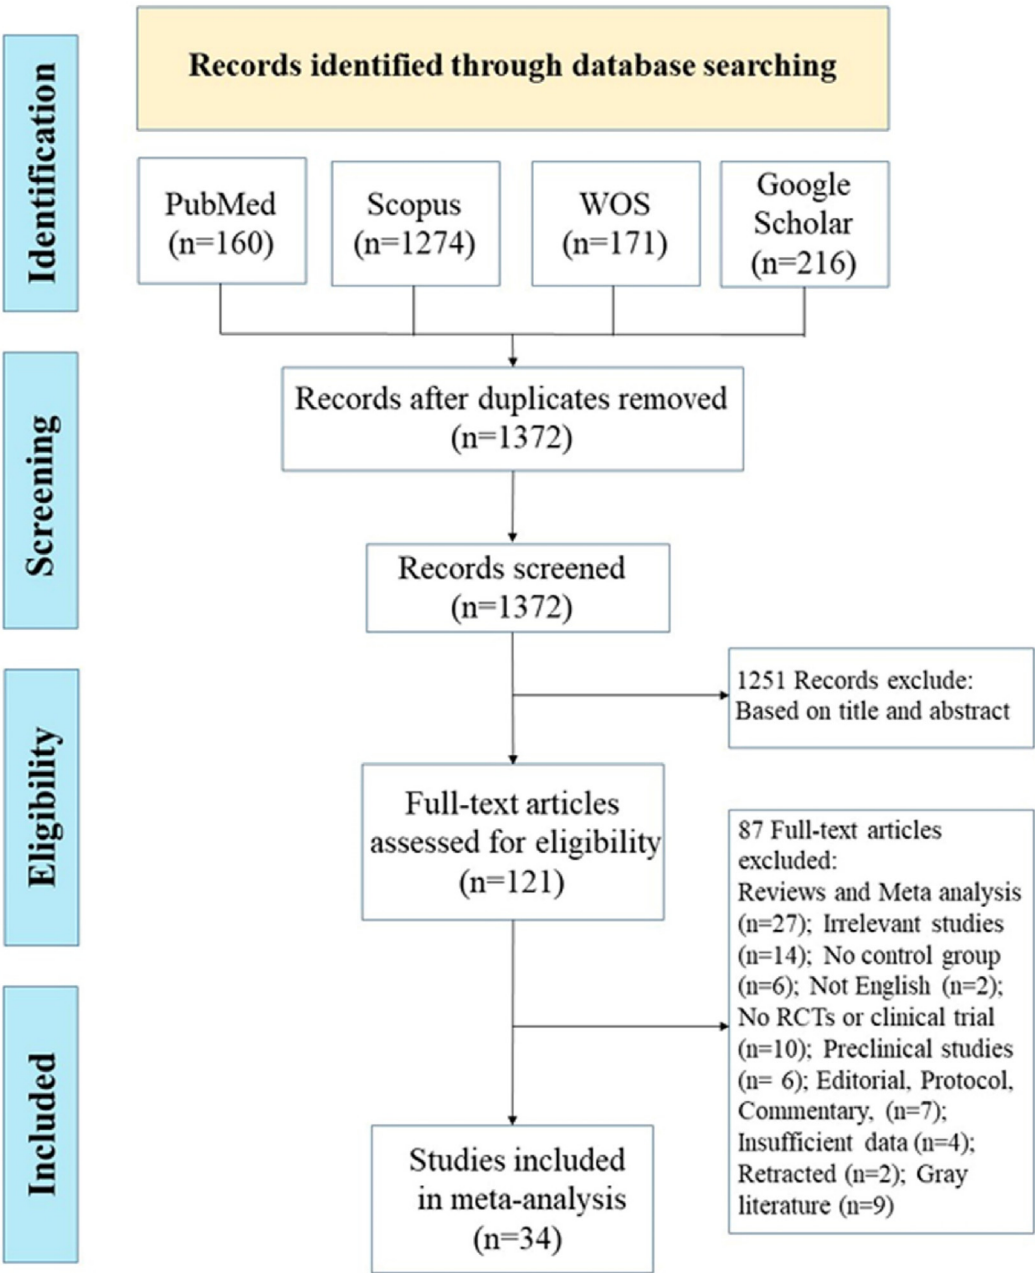 Identification
Records identified through database searching
PubMed
(n=160)
Scopus
(n=1274)
WOS
(n=171)
Google
Scholar
(n=216)
Screening
Records after duplicates removed
(n=1372)
Records screened
(n=1372)
1251 Records exclude:
Based on title and abstract
Eligibility
Full-text articles
assessed for eligibility
(n=121)
87 Full-text articles
excluded:
Reviews and Meta analysis
(n=27); Irrelevant studies
(n=14); No control group
(n=6); Not English (n=2);
No RCTs or clinical trial
(n=10); Preclinical studies
(n= 6); Editorial, Protocol,
Commentary, (n=7);
Insufficient data (n=4);
Retracted (n=2); Gray
literature (n=9)
Included
Studies included
in meta-analysis
(n=34)